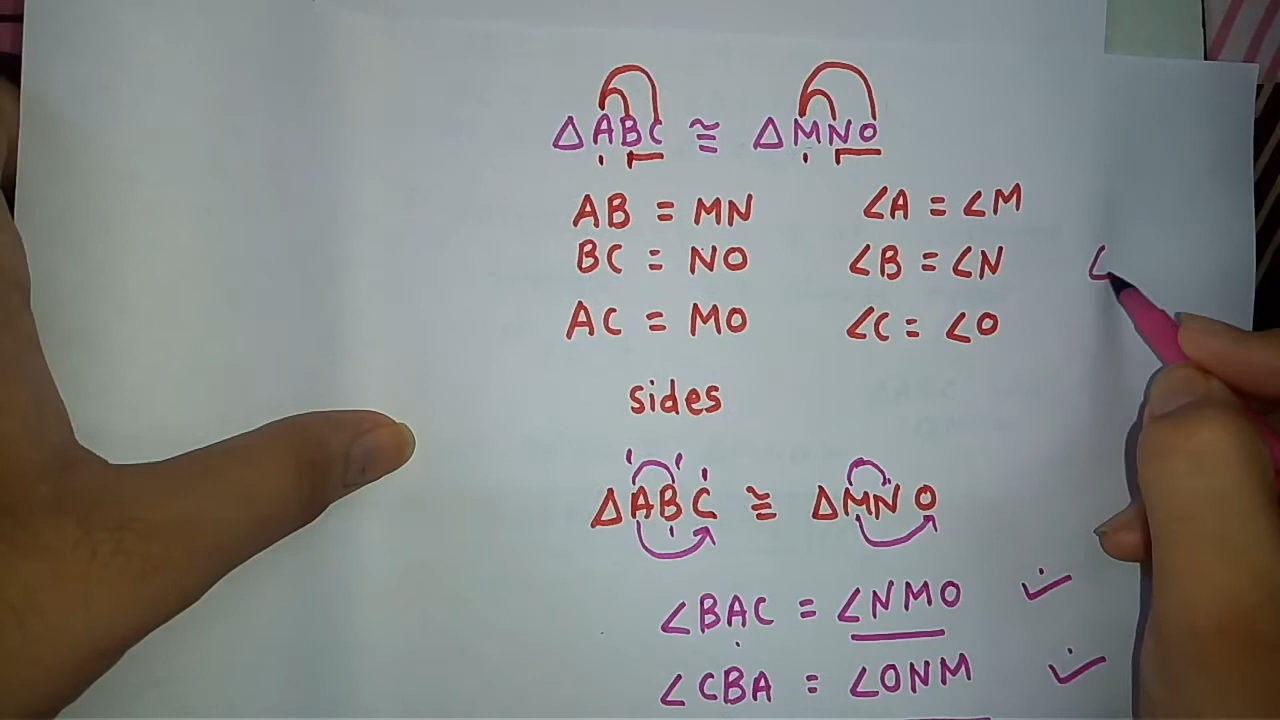 △ABC ≅ △MNO
AB = MN ∠A = ∠M
BC = NO ∠B = ∠N ∠
AC = MO ∠C = ∠O
sides
△ABC ≅ △MNO
∠BAC = ∠NMO ✓
∠CBA = ∠ONM ✓